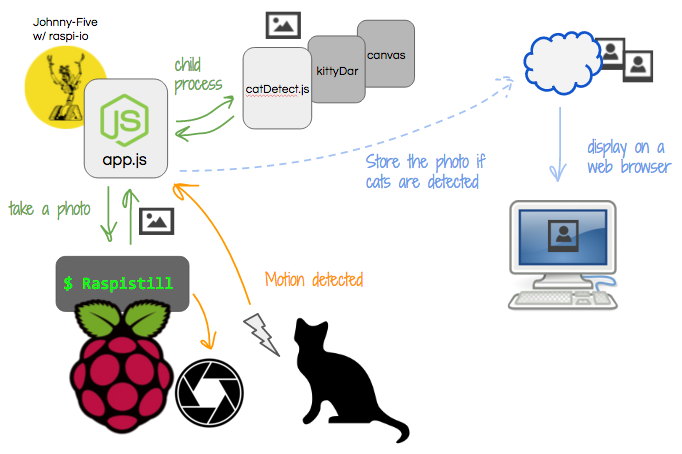 Johnny-Five
w/ raspi-io
child
process
catDetect.js
kittyDar
canvas
JS
app.js
Store the photo if
cats are detected
display on a
web browser
take a photo
$ Raspistill
Motion detected